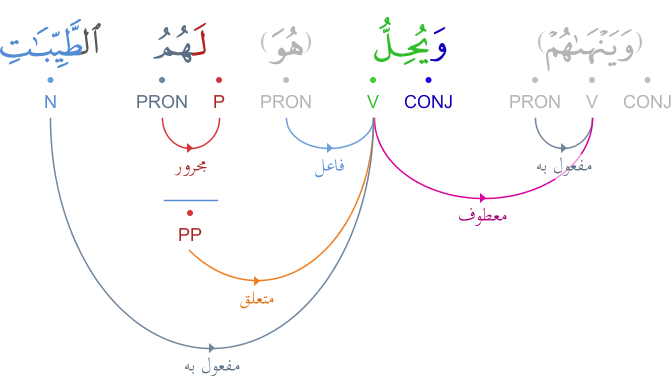 (وَيَنْهَىٰهُمْ) وَيُحِلُّ (هُوَ) لَهُمُ ٱلطَّيِّبَٰتِ
CONJ V PRON CONJ V PRON P PRON N
مفعول به فاعل مجرور
معطوف
PP
متعلق
مفعول به